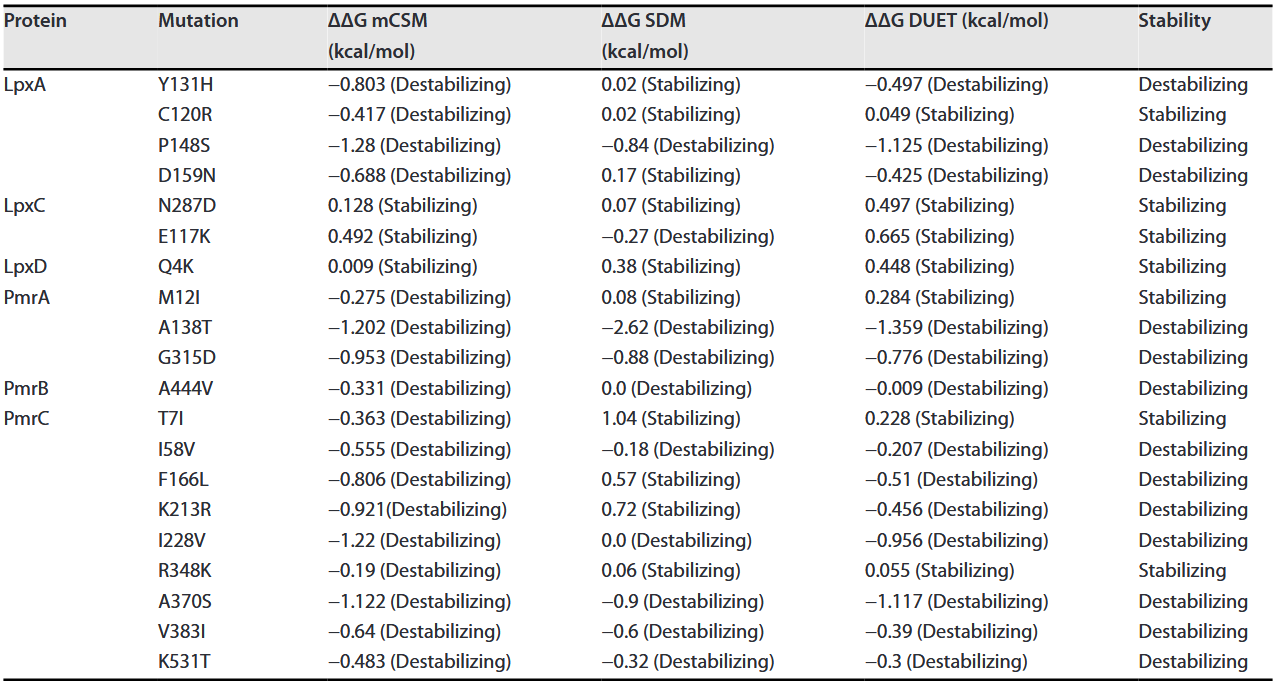 Protein Mutation ΔΔG mCSM ΔΔG SDM ΔΔG DUET (kcal/mol) Stability
(kcal/mol) (kcal/mol)
LpxA Y131H −0.803 (Destabilizing) 0.02 (Stabilizing) −0.497 (Destabilizing) Destabilizing
C120R −0.417 (Destabilizing) 0.02 (Stabilizing) 0.049 (Stabilizing) Stabilizing
P148S −1.28 (Destabilizing) −0.84 (Destabilizing) −1.125 (Destabilizing) Destabilizing
D159N −0.688 (Destabilizing) 0.17 (Stabilizing) −0.425 (Destabilizing) Destabilizing
LpxC N287D 0.128 (Stabilizing) 0.07 (Stabilizing) 0.497 (Stabilizing) Stabilizing
E117K 0.492 (Stabilizing) −0.27 (Destabilizing) 0.665 (Stabilizing) Stabilizing
LpxD Q4K 0.009 (Stabilizing) 0.38 (Stabilizing) 0.448 (Stabilizing) Stabilizing
PmrA M12I −0.275 (Destabilizing) 0.08 (Stabilizing) 0.284 (Stabilizing) Stabilizing
A138T −1.202 (Destabilizing) −2.62 (Destabilizing) −1.359 (Destabilizing) Destabilizing
G315D −0.953 (Destabilizing) −0.88 (Destabilizing) −0.776 (Destabilizing) Destabilizing
PmrB A444V −0.331 (Destabilizing) 0.0 (Destabilizing) −0.009 (Destabilizing) Destabilizing
PmrC T7I −0.363 (Destabilizing) 1.04 (Stabilizing) 0.228 (Stabilizing) Stabilizing
I58V −0.555 (Destabilizing) −0.18 (Destabilizing) −0.207 (Destabilizing) Destabilizing
F166L −0.806 (Destabilizing) 0.57 (Stabilizing) −0.51 (Destabilizing) Destabilizing
K213R −0.921(Destabilizing) 0.72 (Stabilizing) −0.456 (Destabilizing) Destabilizing
I228V −1.22 (Destabilizing) 0.0 (Destabilizing) −0.956 (Destabilizing) Destabilizing
R348K −0.19 (Destabilizing) 0.06 (Stabilizing) 0.055 (Stabilizing) Stabilizing
A370S −1.122 (Destabilizing) −0.9 (Destabilizing) −1.117 (Destabilizing) Destabilizing
V383I −0.64 (Destabilizing) −0.6 (Destabilizing) −0.39 (Destabilizing) Destabilizing
K531T −0.483 (Destabilizing) −0.32 (Destabilizing) −0.3 (Destabilizing) Destabilizing